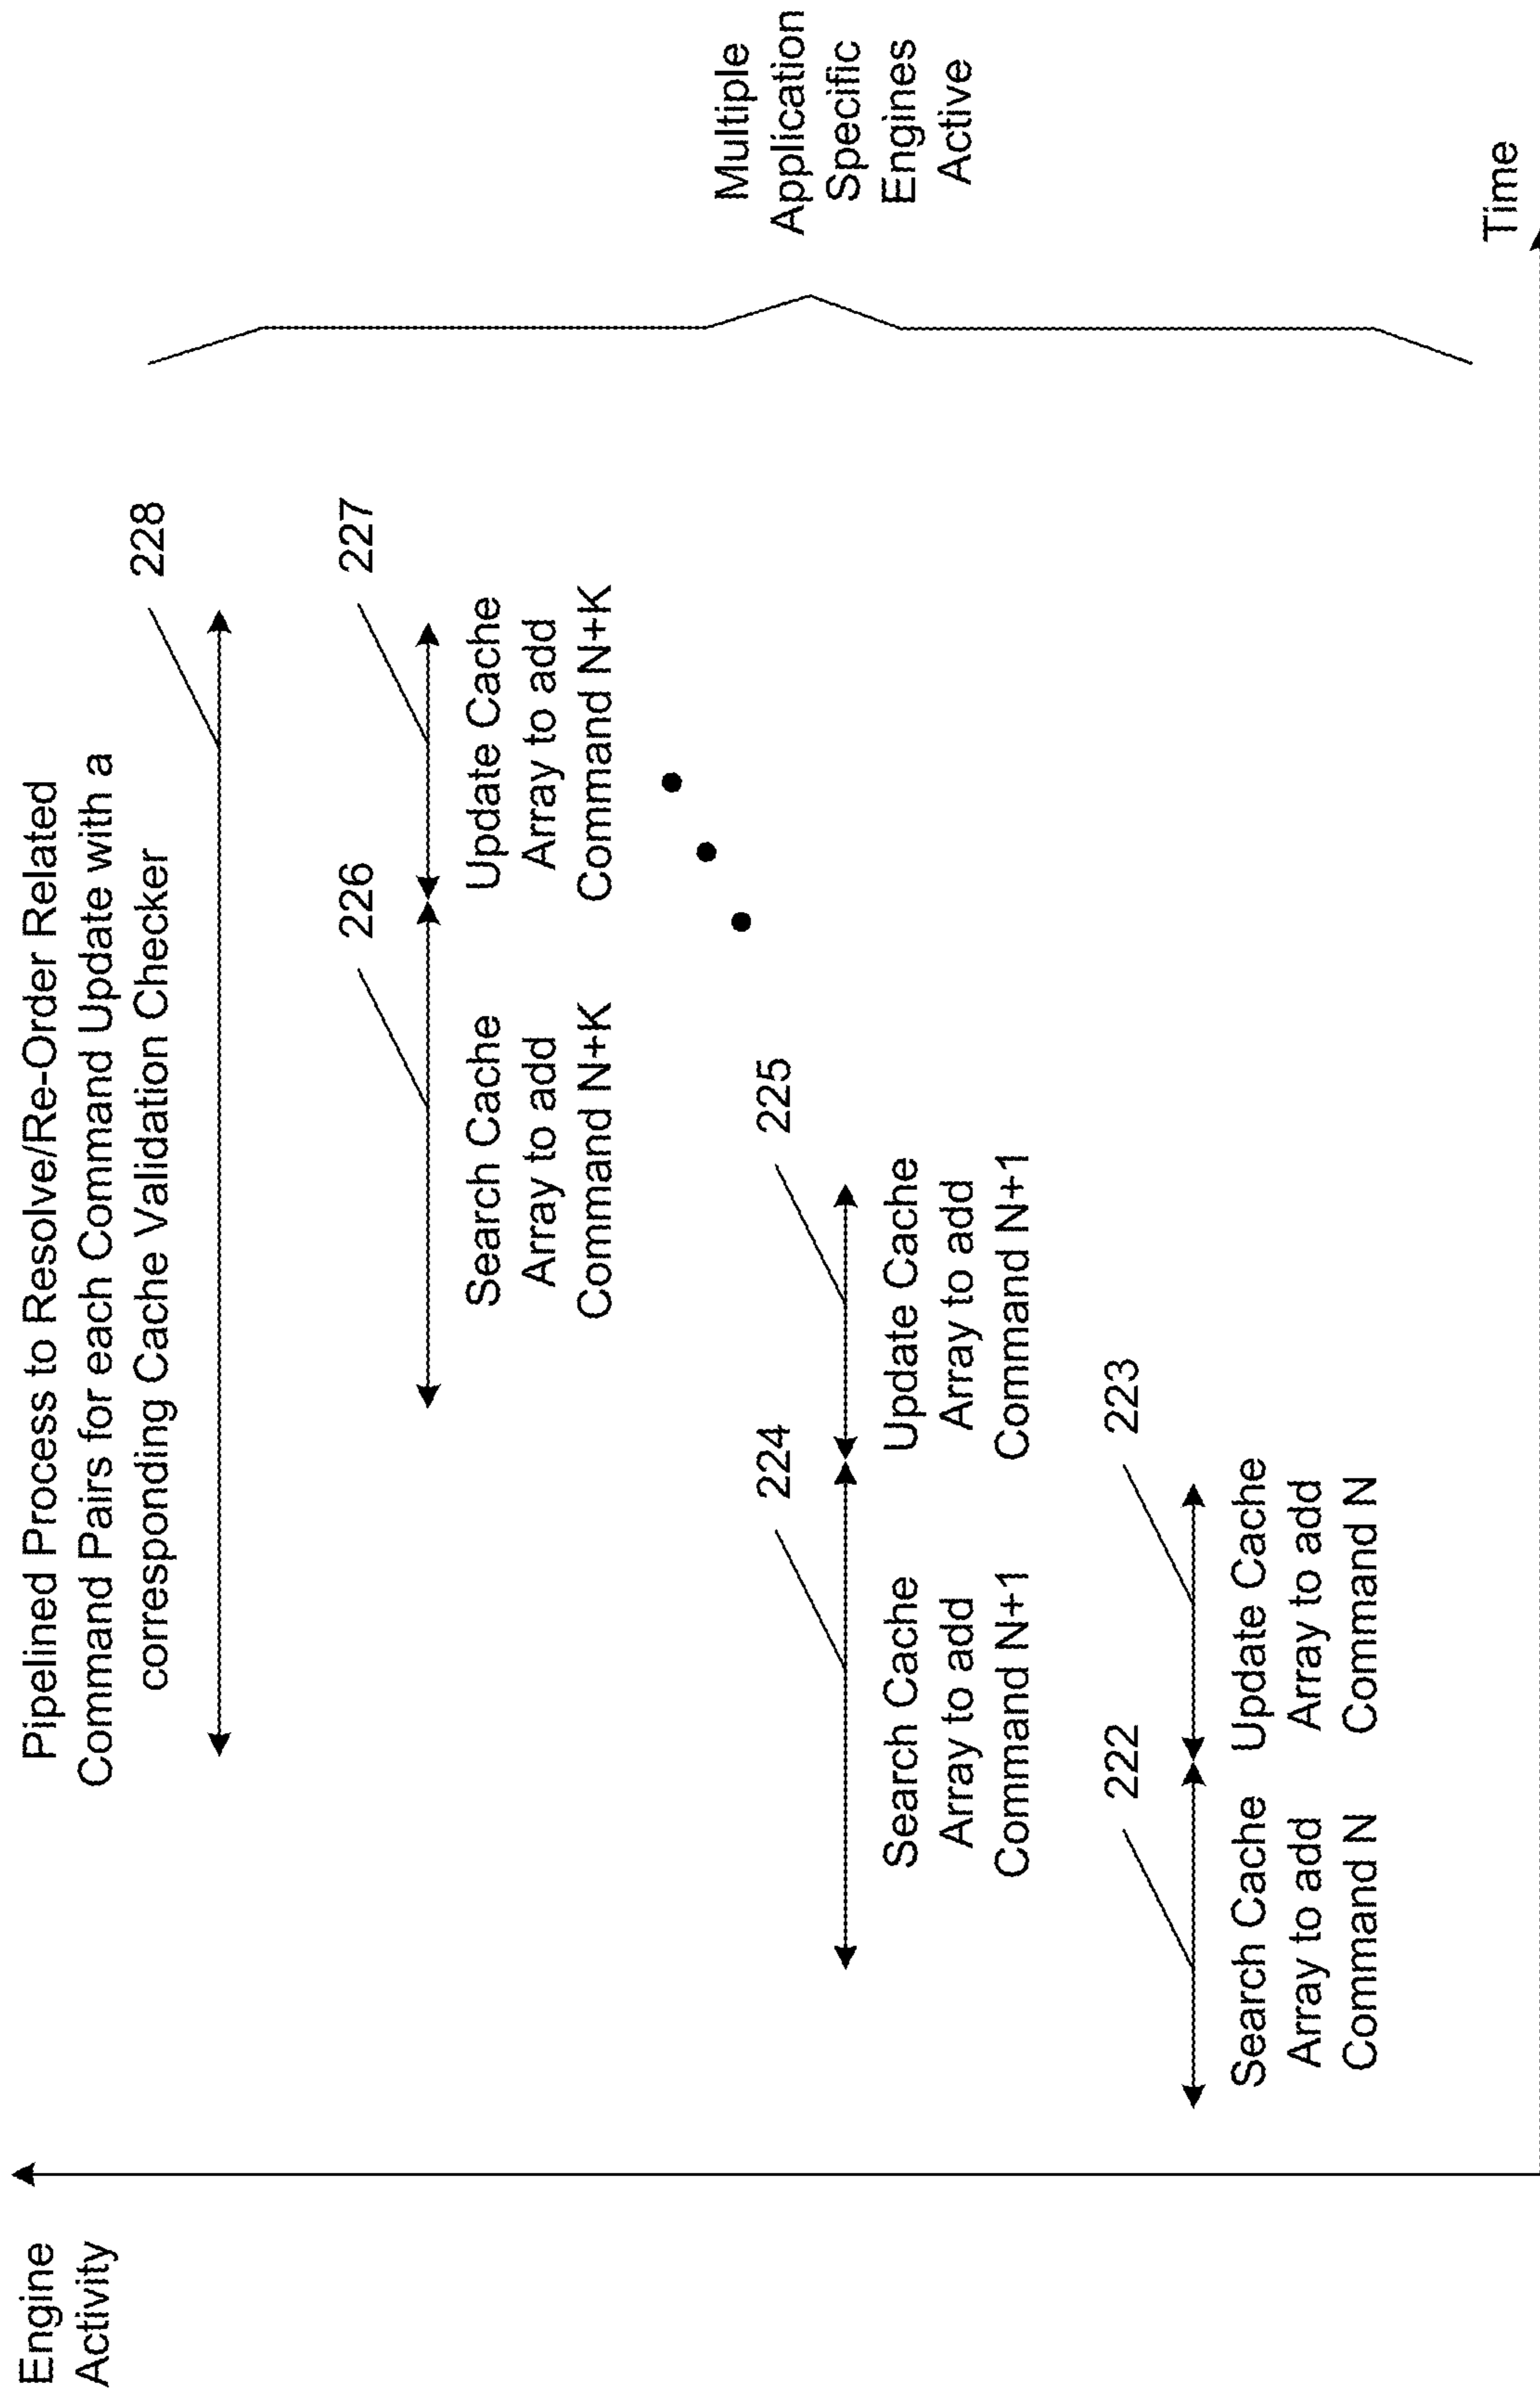 Engine
Activity
Pipelined Process to Resolve/Re-Order Related
Command Pairs for each Command Update with a
corresponding Cache Validation Checker
228
226
227
Search Cache
Array to add
Command N+K
Update Cache
Array to add
Command N+K
224
225
Search Cache
Array to add
Command N+1
Update Cache
Array to add
Command N+1
222
223
Search Cache
Array to add
Command N
Update Cache
Array to add
Command N
Multiple
Application
Specific
Engines
Active
Time